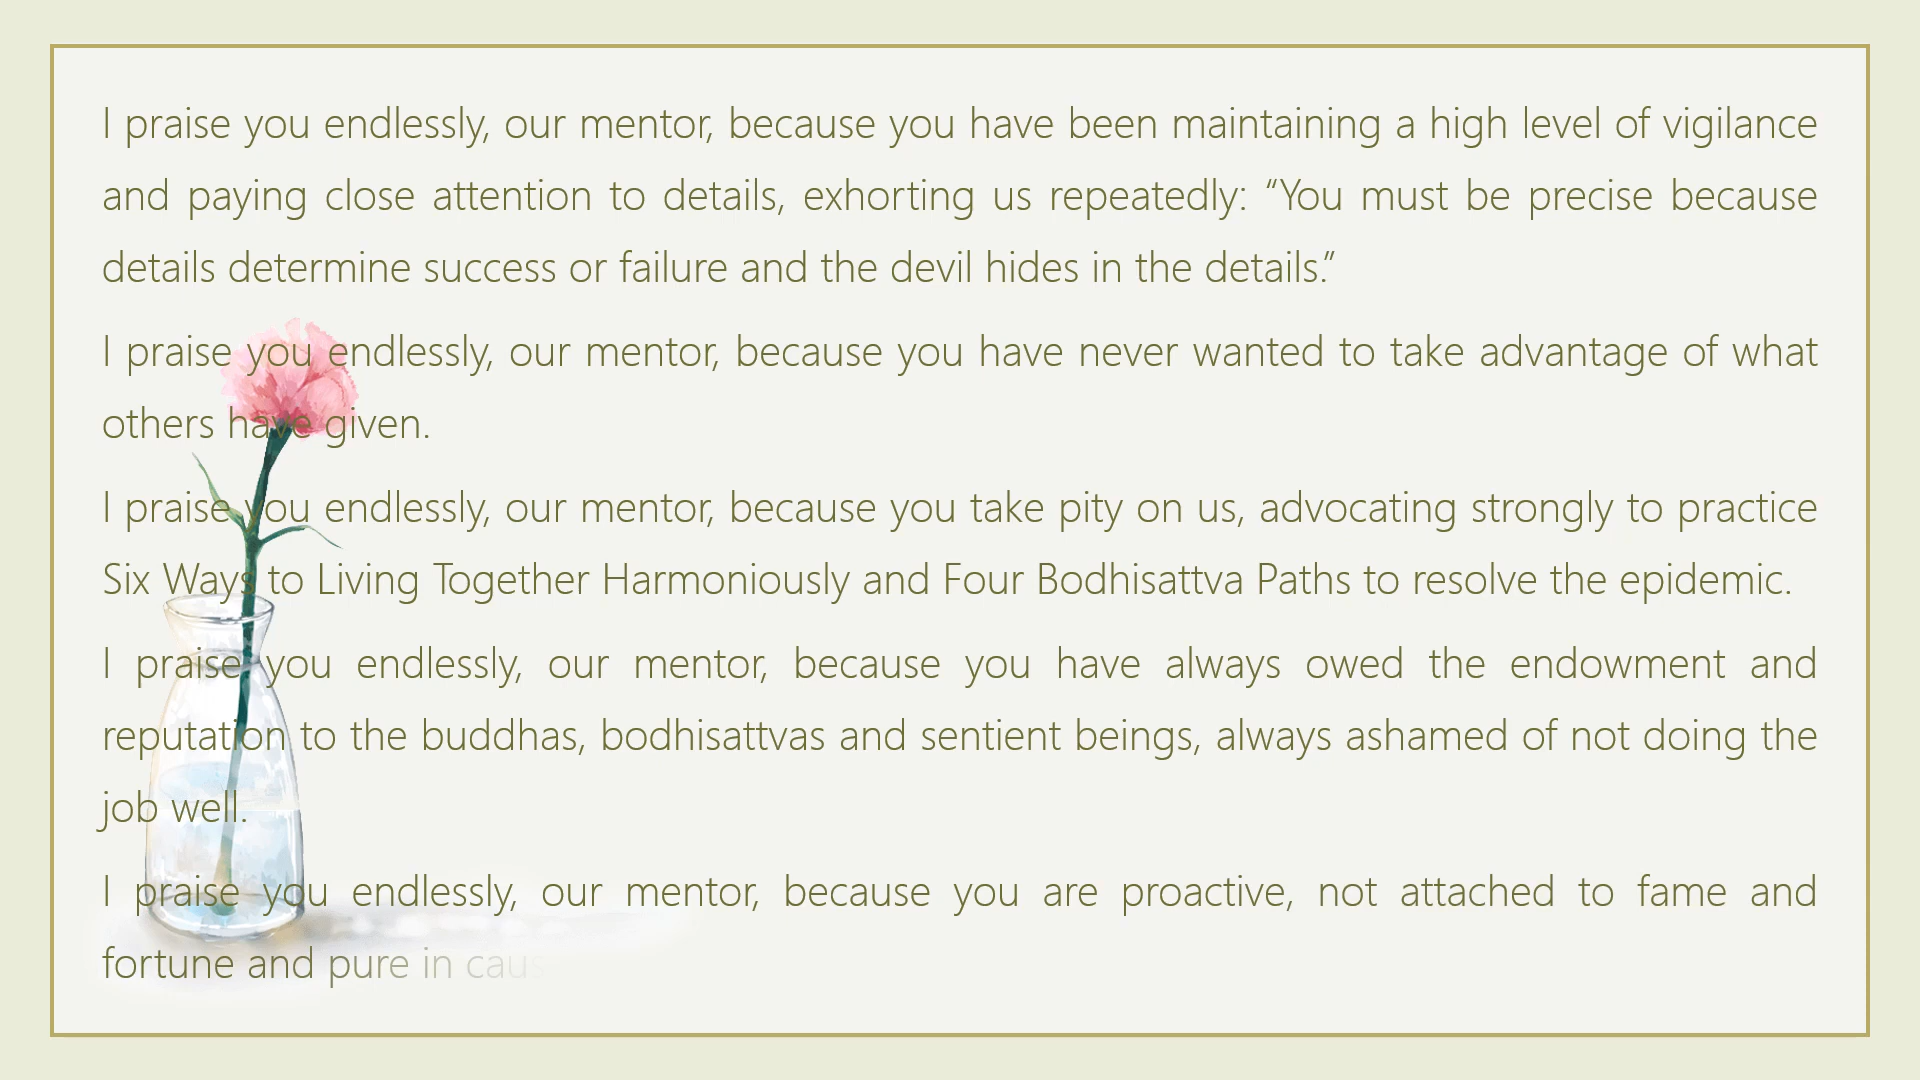 I praise you endlessly, our mentor, because you have been maintaining a high level of vigilance
and paying close attention to details, exhorting us repeatedly: “You must be precise because
details determine success or failure and the devil hides in the details.”
I praise you endlessly, our mentor, because you have never wanted to take advantage of what
others have given.
I praise you endlessly, our mentor, because you take pity on us, advocating strongly to practice
Six Ways to Living Together Harmoniously and Four Bodhisattva Paths to resolve the epidemic.
I praise you endlessly, our mentor, because you have always owed the endowment and
reputation to the buddhas, bodhisattvas and sentient beings, always ashamed of not doing the
job well.
I praise you endlessly, our mentor, because you are proactive, not attached to fame and
fortune and pure in